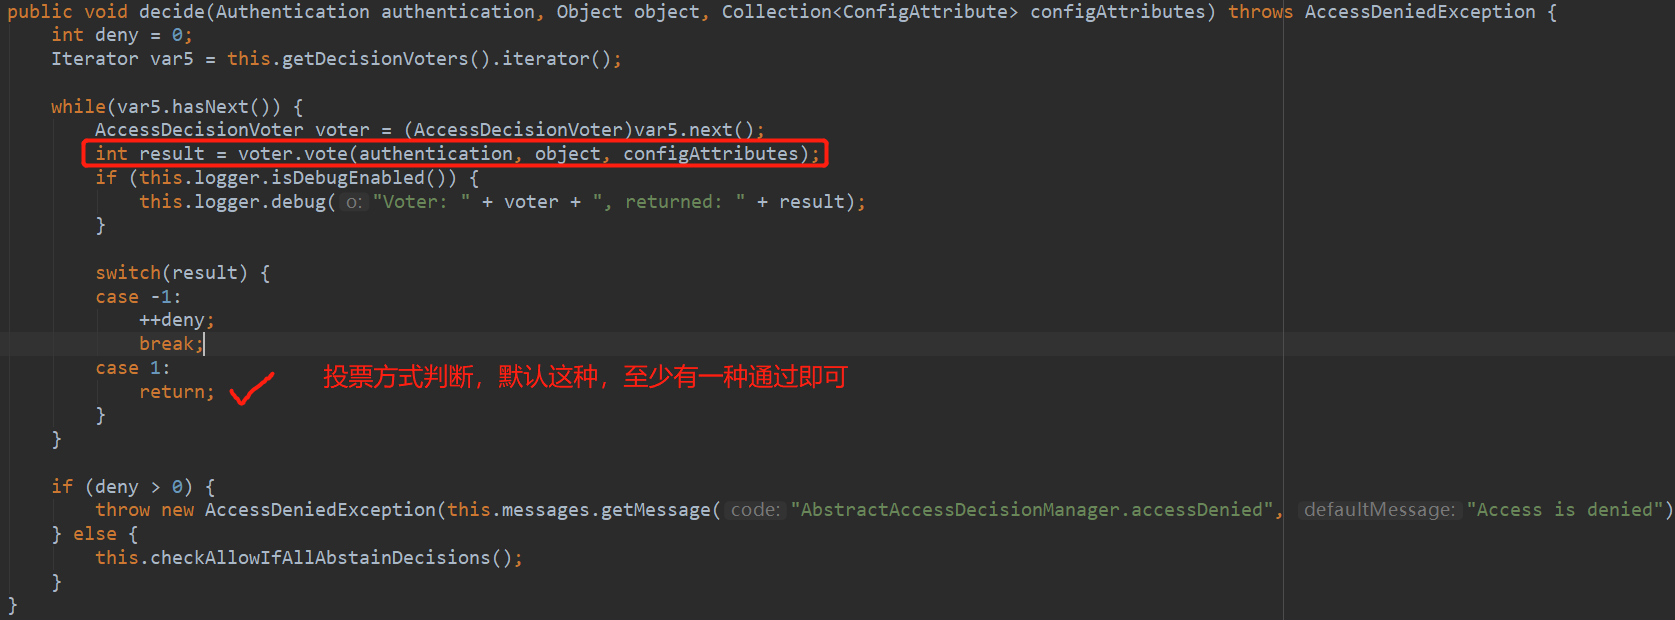 public void decide(Authentication authentication, Object object, Collection<ConfigAttribute> configAttributes) throws AccessDeniedException {
int deny = 0;
Iterator var5 = this.getDecisionVoters().iterator();
while(var5.hasNext()) {
AccessDecisionVoter voter = (AccessDecisionVoter)var5.next();
int result = voter.vote(authentication, object, configAttributes);
if (this.logger.isDebugEnabled()) {
this.logger.debug( o: "Voter: " + voter + ", returned: " + result);
}
switch(result) {
case -1:
++deny;
break;
case 1:
return; 投票方式判断，默认这种，至少有一种通过即可
}
}
if (deny > 0) {
throw new AccessDeniedException(this.messages.getMessage( code: "AbstractAccessDecisionManager.accessDenied", defaultMessage: "Access is denied")
} else {
this.checkAllowIfAllAbstainDecisions();
}
}